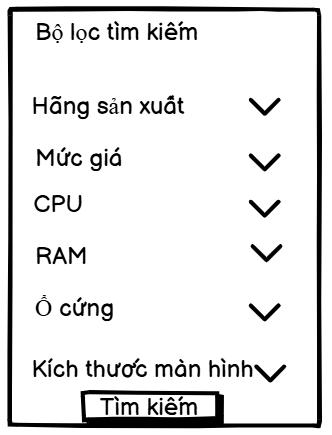 Bộ lọc tìm kiếm
Hãng sản xuất
Mức giá
CPU
RAM
Ổ cứng
Kích thước màn hình
Tìm kiếm